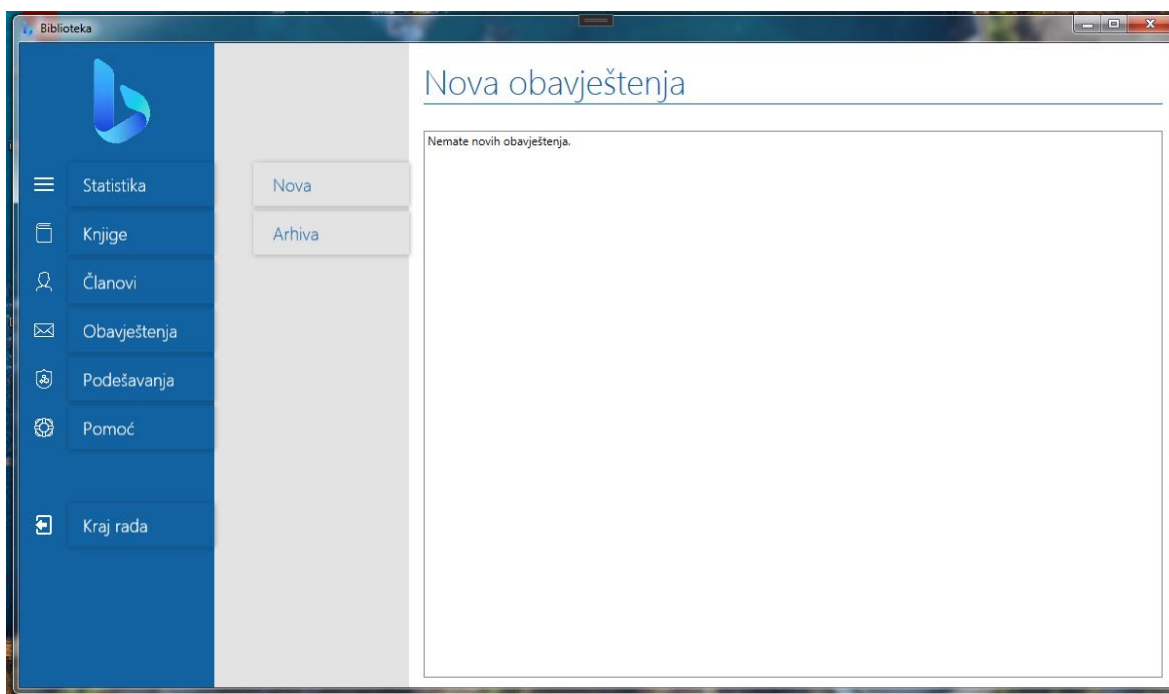 Biblioteka
Statistika
Knjige
Članovi
Obavještenja
Podešavanja
Pomoć
Kraj rada
Nova
Arhiva
Nova obavještenja
Nemate novih obavještenja.